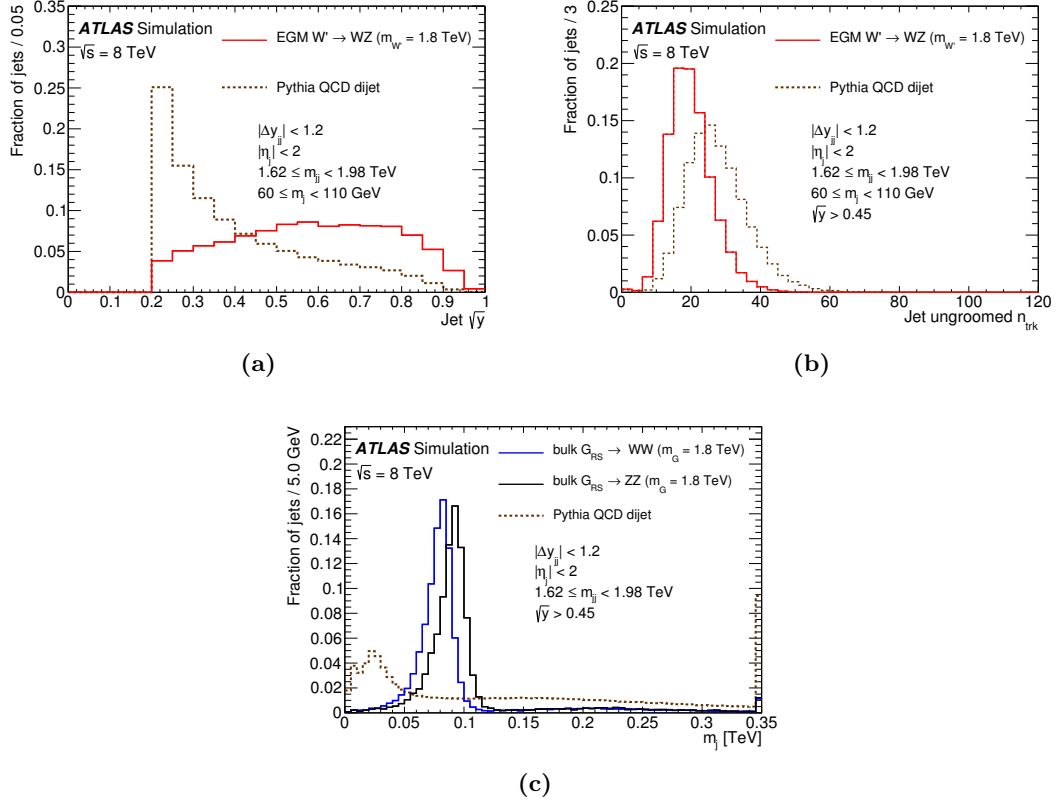 Fraction of jets / 0.05
ATLAS Simulation
√s = 8 TeV
EGM W' → WZ (m_W' = 1.8 TeV)
Pythia QCD dijet
|Δy_jj| < 1.2
|η_j| < 2
1.62 ≤ m_jj < 1.98 TeV
60 ≤ m_j < 110 GeV
0.35
0.3
0.25
0.2
0.15
0.1
0.05
0
0 0.1 0.2 0.3 0.4 0.5 0.6 0.7 0.8 0.9 1
Jet √y
(a)
Fraction of jets / 3
ATLAS Simulation
√s = 8 TeV
EGM W' → WZ (m_W' = 1.8 TeV)
Pythia QCD dijet
|Δy_jj| < 1.2
|η_j| < 2
1.62 ≤ m_jj < 1.98 TeV
60 ≤ m_j < 110 GeV
√y > 0.45
0.25
0.2
0.15
0.1
0.05
0
0 20 40 60 80 100 120
Jet ungroomed n_trk
(b)
Fraction of jets / 5.0 GeV
ATLAS Simulation
√s = 8 TeV
bulk G_RS → WW (m_G = 1.8 TeV)
bulk G_RS → ZZ (m_G = 1.8 TeV)
Pythia QCD dijet
|Δy_jj| < 1.2
|η_j| < 2
1.62 ≤ m_jj < 1.98 TeV
√y > 0.45
0.22
0.2
0.18
0.16
0.14
0.12
0.1
0.08
0.06
0.04
0.02
0
0 0.05 0.1 0.15 0.2 0.25 0.3 0.35
m_j [TeV]
(c)